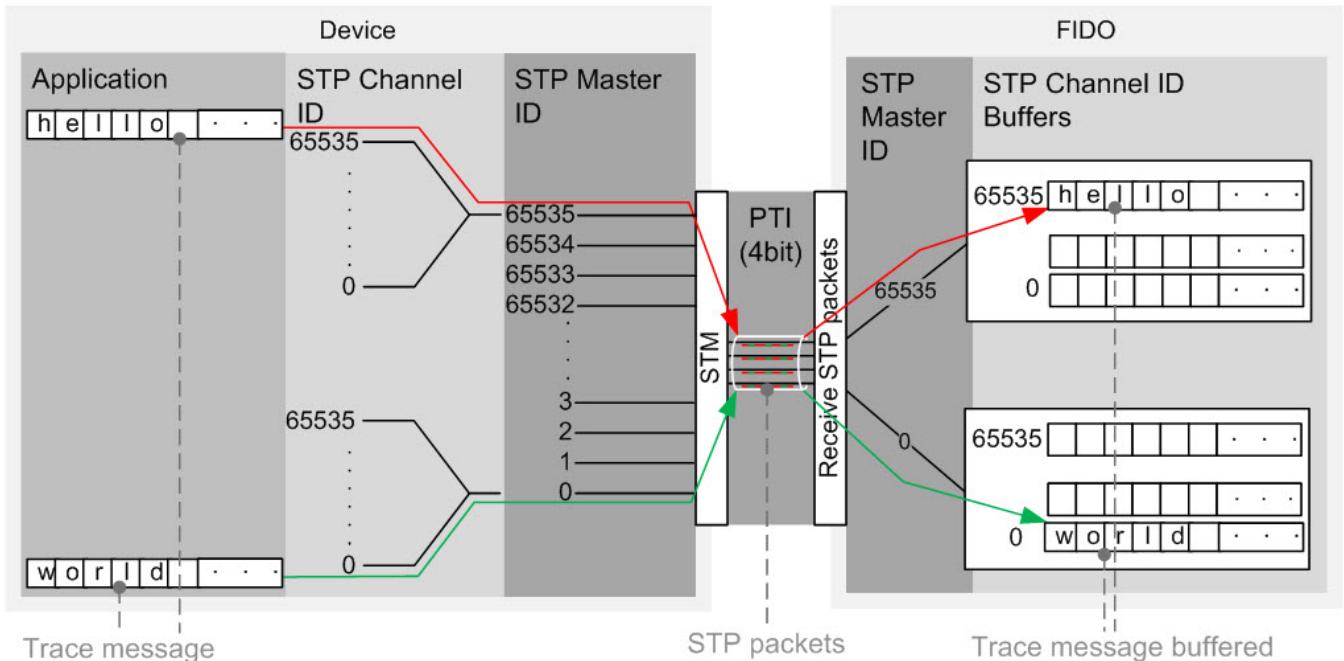 Device
Application
STP Channel
ID
STP Master
ID
h e l l o · · ·
65535
0
65535
65534
65533
65532
3
2
1
0
65535
0
w o r l d · · ·
Trace message
STM
PTI
(4bit)
Receive STP packets
STP packets
FIDO
STP
Master
ID
STP Channel ID
Buffers
65535
65535 h e l l o · · ·
· · ·
0 · · ·
0
65535 · · ·
· · ·
0 w o r l d · · ·
Trace message buffered